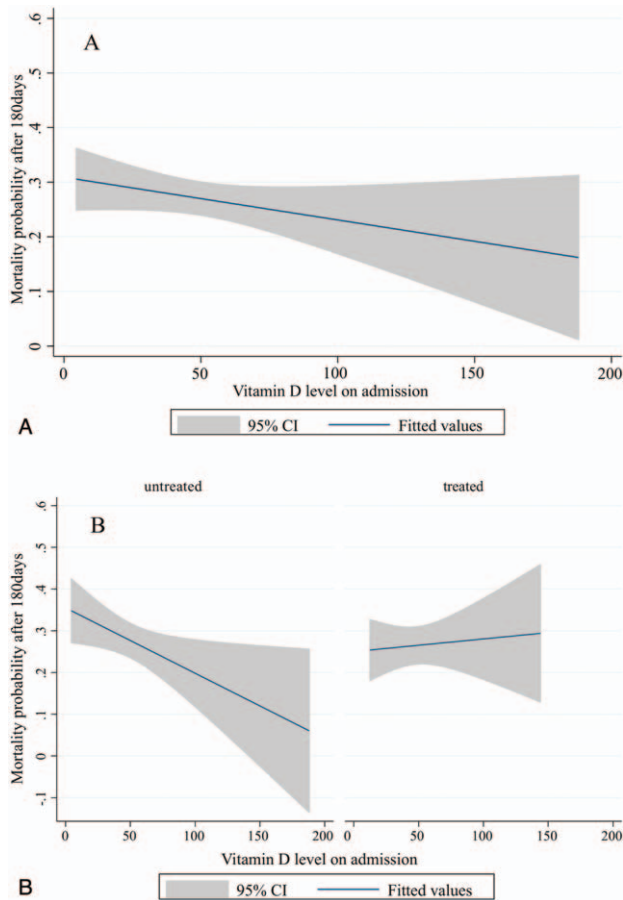 A
Mortality probability after 180days
.6
.5
.4
.3
.2
.1
0
0 50 100 150 200
Vitamin D level on admission
A
95% CI Fitted values
untreated treated
B
Mortality probability after 180days
.6
.5
.4
.3
.2
.1
0
-.1
0 50 100 150 200 0 50 100 150 200
Vitamin D level on admission
B
95% CI Fitted values